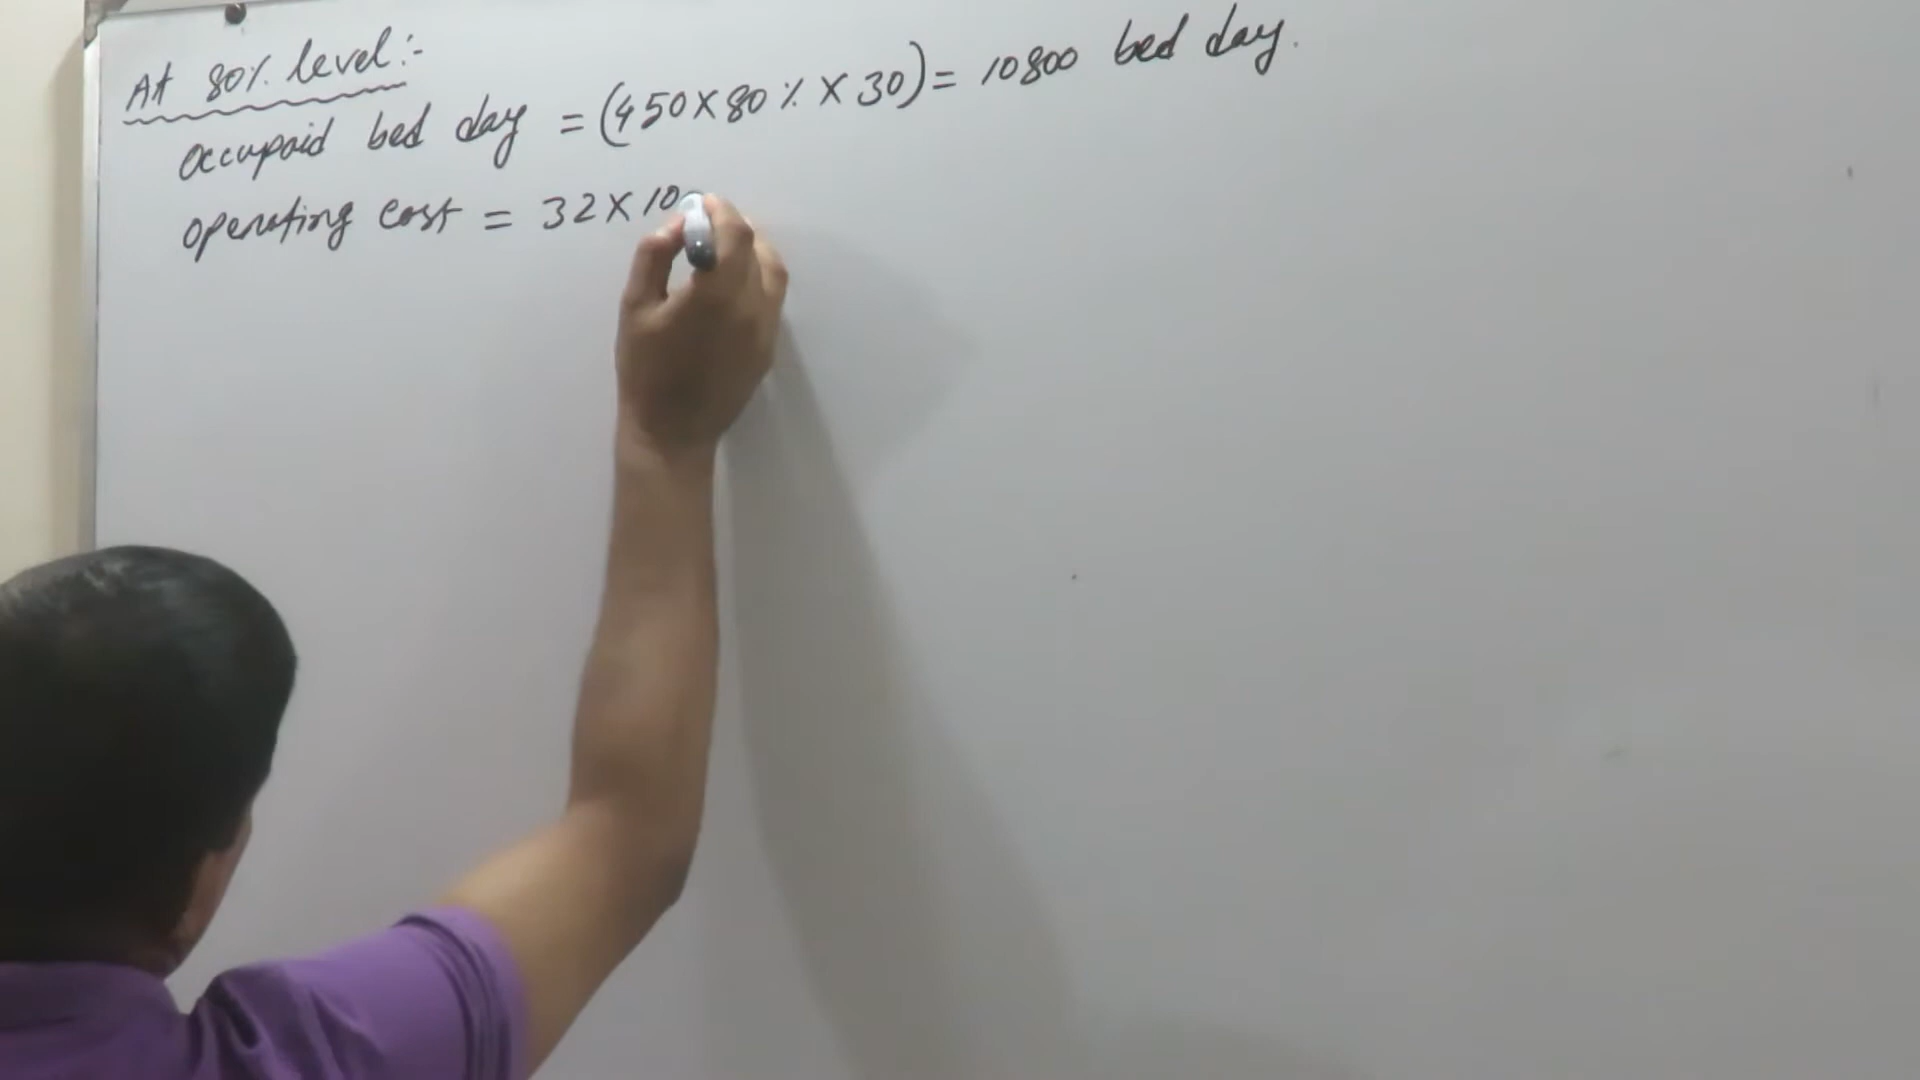 At 80% level:-
occupaid bed day = (450 X 80% X 30) = 10800 bed day.
operating cost = 32 X 10